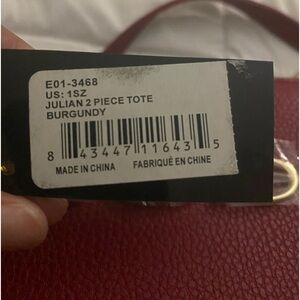 E01-3468
US: 1SZ
JULIAN 2 PIECE TOTE
BURGUNDY
8 43447 11643 5
MADE IN CHINA FABRIQUÉ EN CHINE